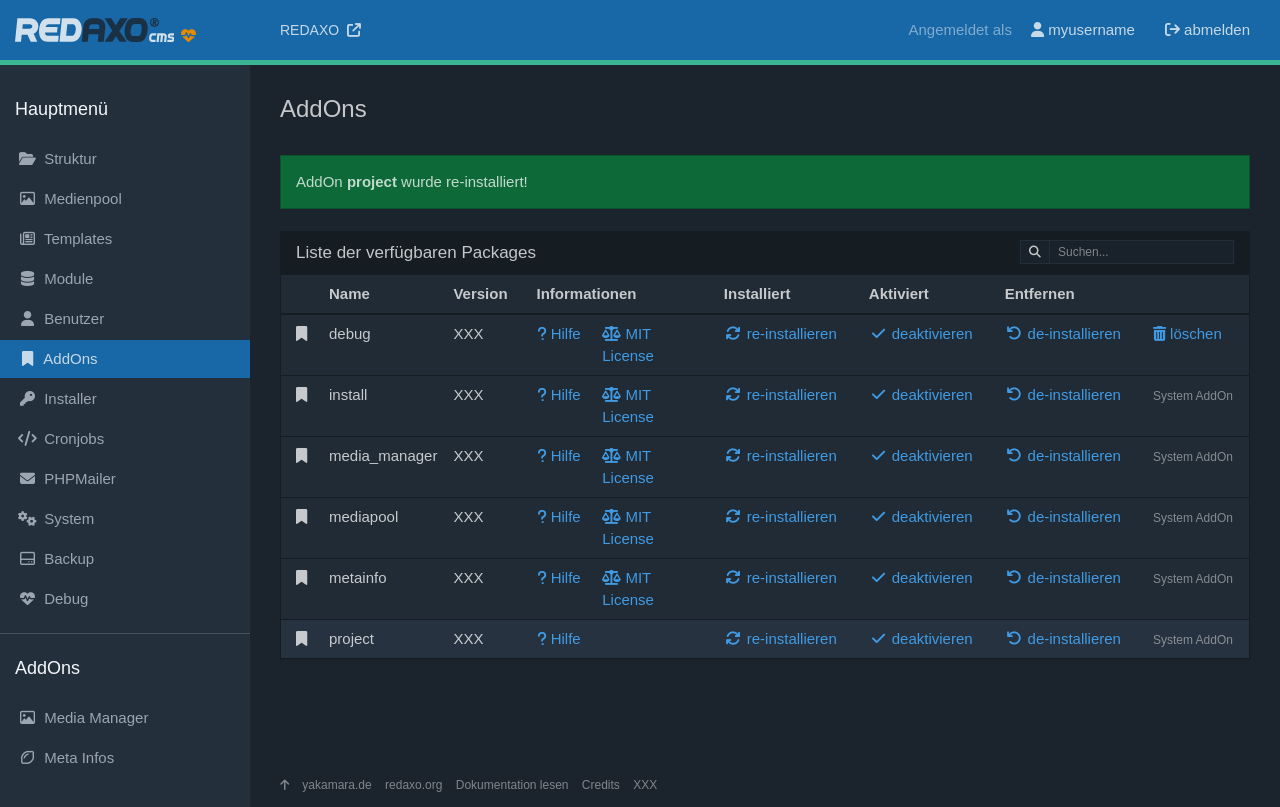 REDAXO® cms
REDAXO
Angemeldet als myusername abmelden
Hauptmenü
Struktur
Medienpool
Templates
Module
Benutzer
AddOns
Installer
Cronjobs
PHPMailer
System
Backup
Debug
AddOns
Media Manager
Meta Infos
AddOns
AddOn project wurde re-installiert!
Liste der verfügbaren Packages
Suchen...
Name Version Informationen Installiert Aktiviert Entfernen
debug XXX Hilfe MIT License re-installieren deaktivieren de-installieren löschen
install XXX Hilfe MIT License re-installieren deaktivieren de-installieren System AddOn
media_manager XXX Hilfe MIT License re-installieren deaktivieren de-installieren System AddOn
mediapool XXX Hilfe MIT License re-installieren deaktivieren de-installieren System AddOn
metainfo XXX Hilfe MIT License re-installieren deaktivieren de-installieren System AddOn
project XXX Hilfe re-installieren deaktivieren de-installieren System AddOn
yakamara.de redaxo.org Dokumentation lesen Credits XXX